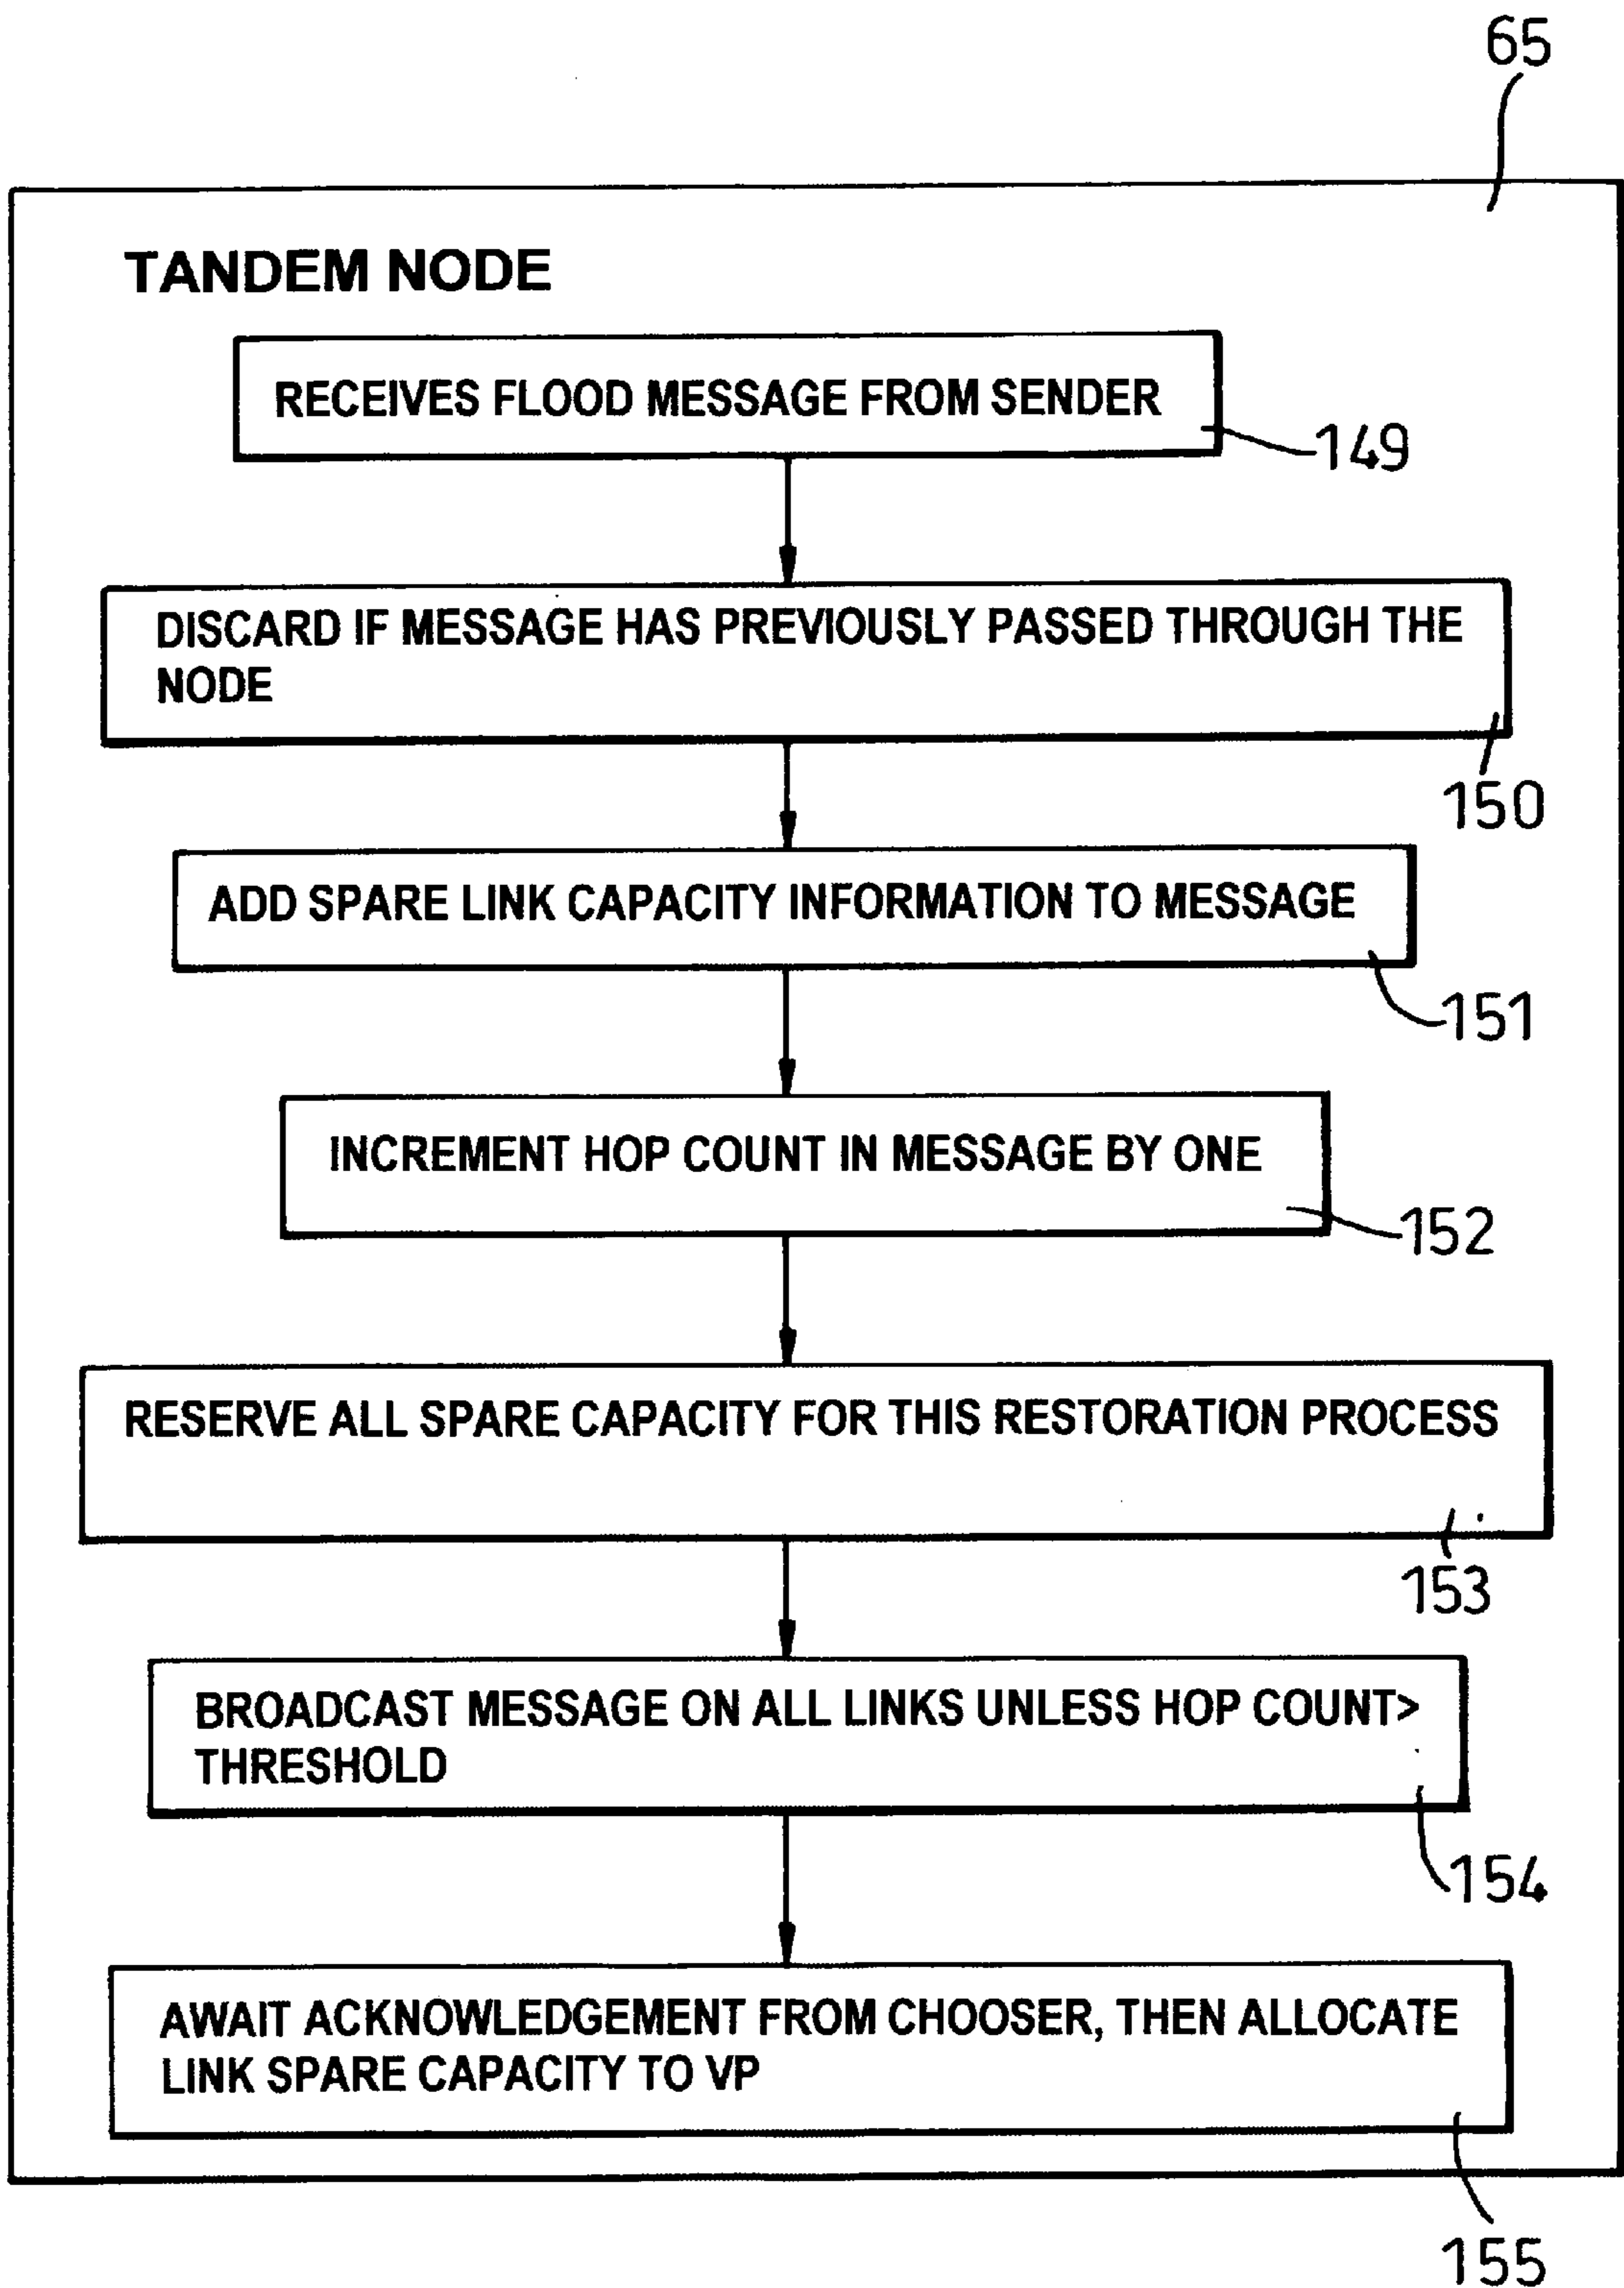 65
TANDEM NODE
RECEIVES FLOOD MESSAGE FROM SENDER
149
DISCARD IF MESSAGE HAS PREVIOUSLY PASSED THROUGH THE
NODE
150
ADD SPARE LINK CAPACITY INFORMATION TO MESSAGE
151
INCREMENT HOP COUNT IN MESSAGE BY ONE
152
RESERVE ALL SPARE CAPACITY FOR THIS RESTORATION PROCESS
153
BROADCAST MESSAGE ON ALL LINKS UNLESS HOP COUNT>
THRESHOLD
154
AWAIT ACKNOWLEDGEMENT FROM CHOOSER, THEN ALLOCATE
LINK SPARE CAPACITY TO VP
155